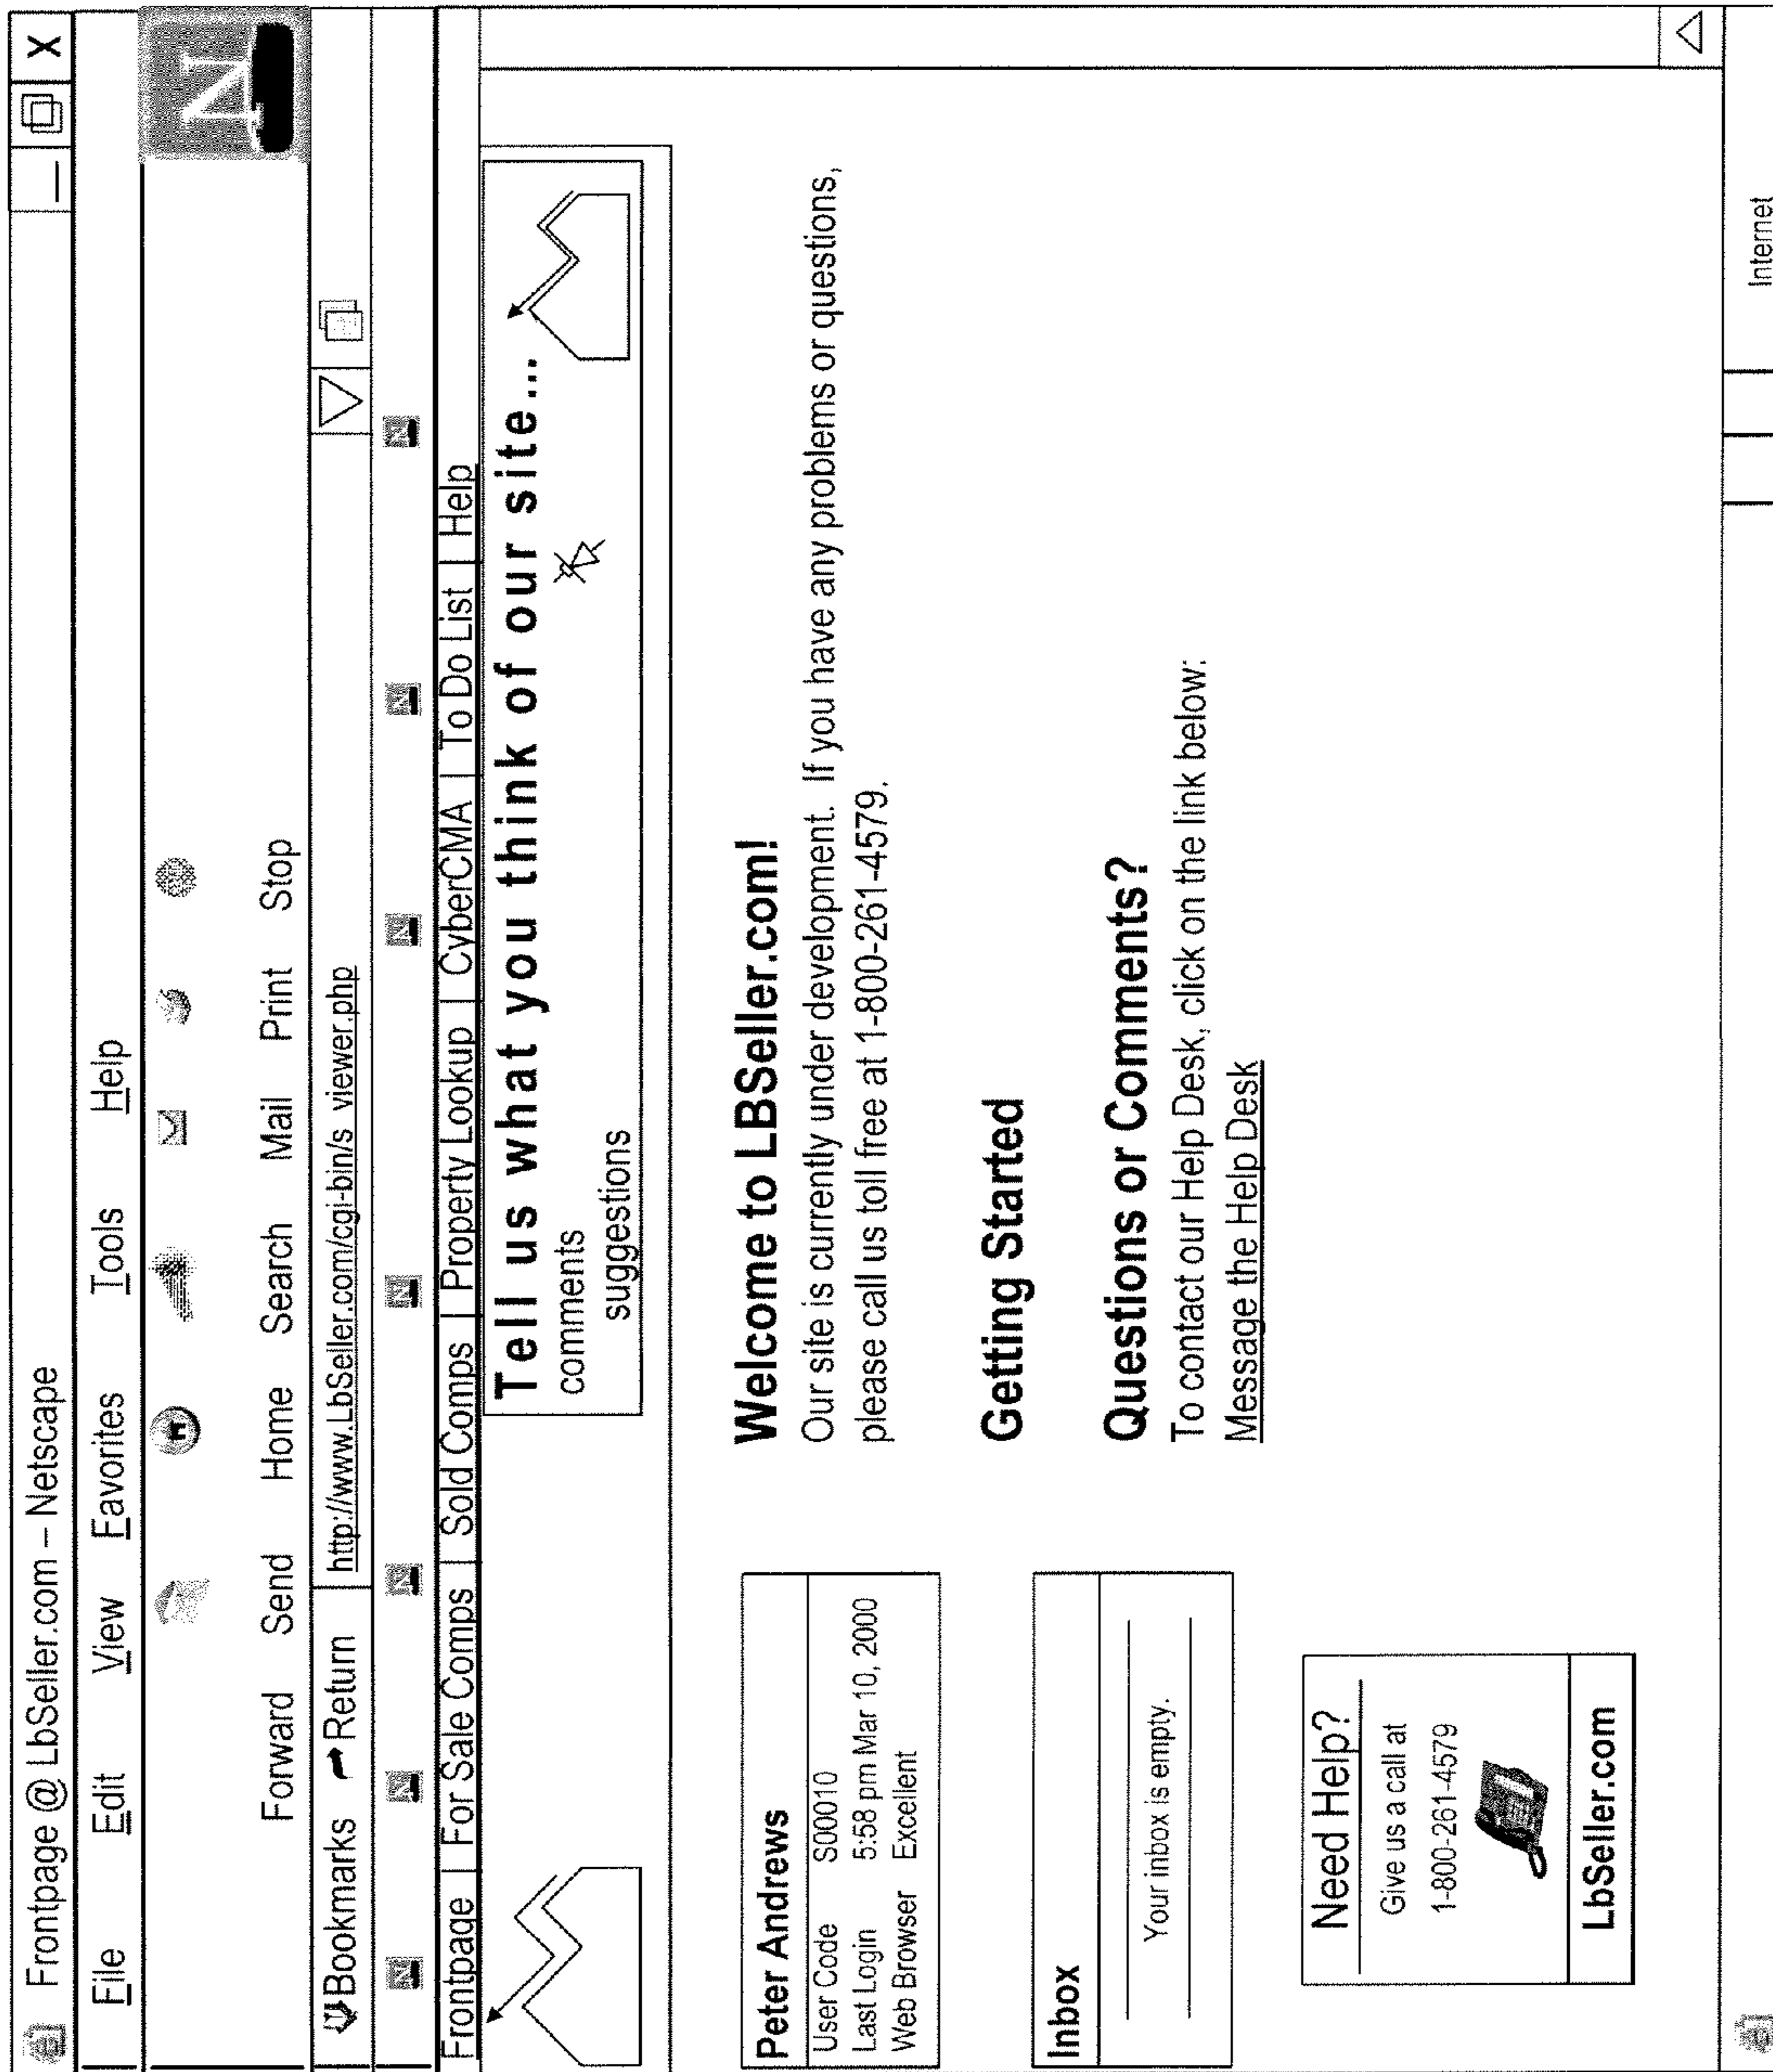 Frontpage @ LbSeller.com – Netscape
X
File Edit View Favorites Tools Help
N
Forward Send Home Search Mail Print Stop
Bookmarks Return http://www.LbSeller.com/cgi-bin/s viewer.php
N N N N N N N
Frontpage | For Sale Comps | Sold Comps | Property Lookup | CyberCMA | To Do List | Help
Tell us what you think of our site...
comments
suggestions
Peter Andrews
User Code S00010
Last Login 5:58 pm Mar 10, 2000
Web Browser Excellent
Inbox
Your inbox is empty.
Need Help?
Give us a call at
1-800-261-4579
LbSeller.com
Welcome to LBSeller.com!
Our site is currently under development. If you have any problems or questions,
please call us toll free at 1-800-261-4579.
Getting Started
Questions or Comments?
To contact our Help Desk, click on the link below:
Message the Help Desk
Internet